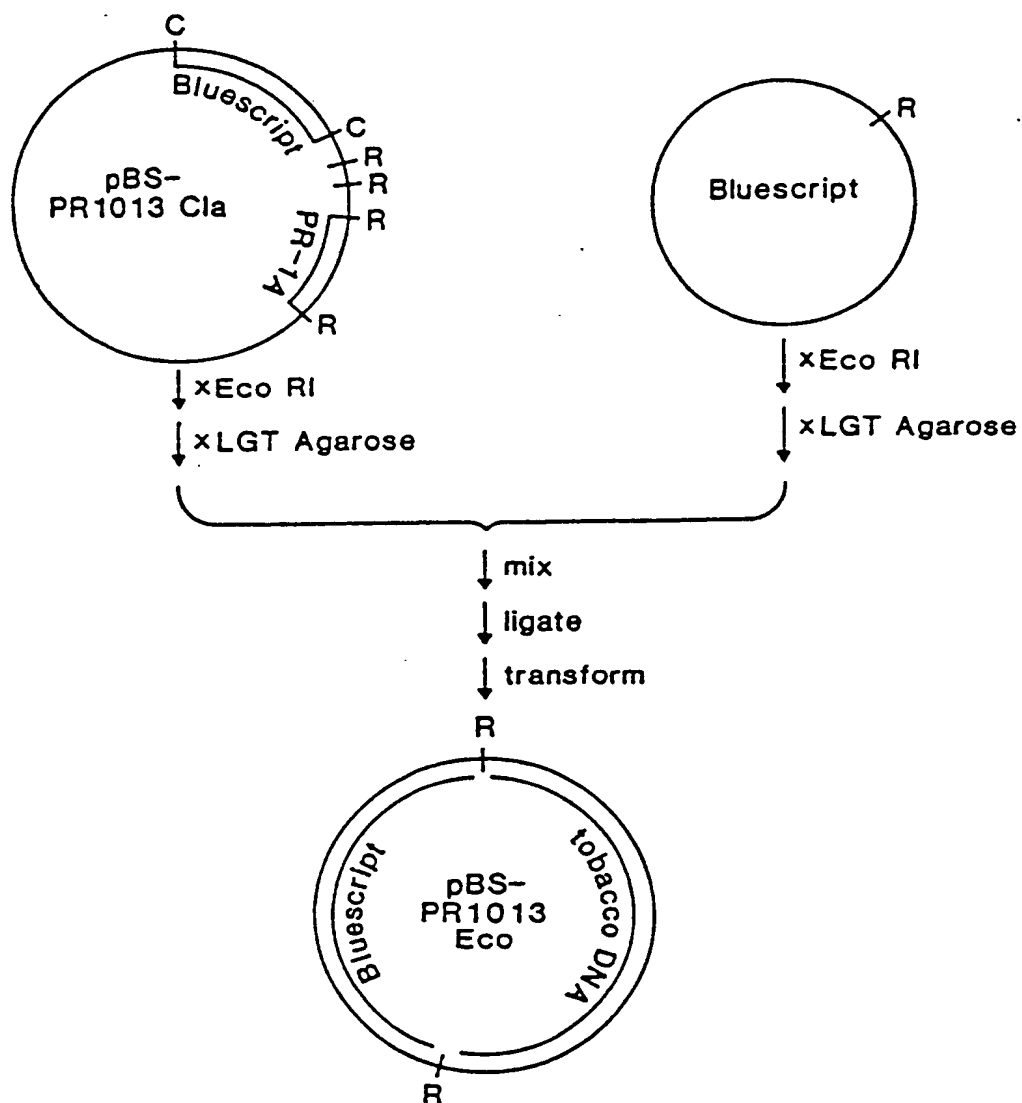 C
Bluescript
C
R
R
R
pBS-
PR1013 Cla
PR-1A
R
R
Bluescript
xEco RI
xLGT Agarose
xEco RI
xLGT Agarose
mix
ligate
transform
R
Bluescript
pBS-
PR1013
Eco
tobacco DNA
R